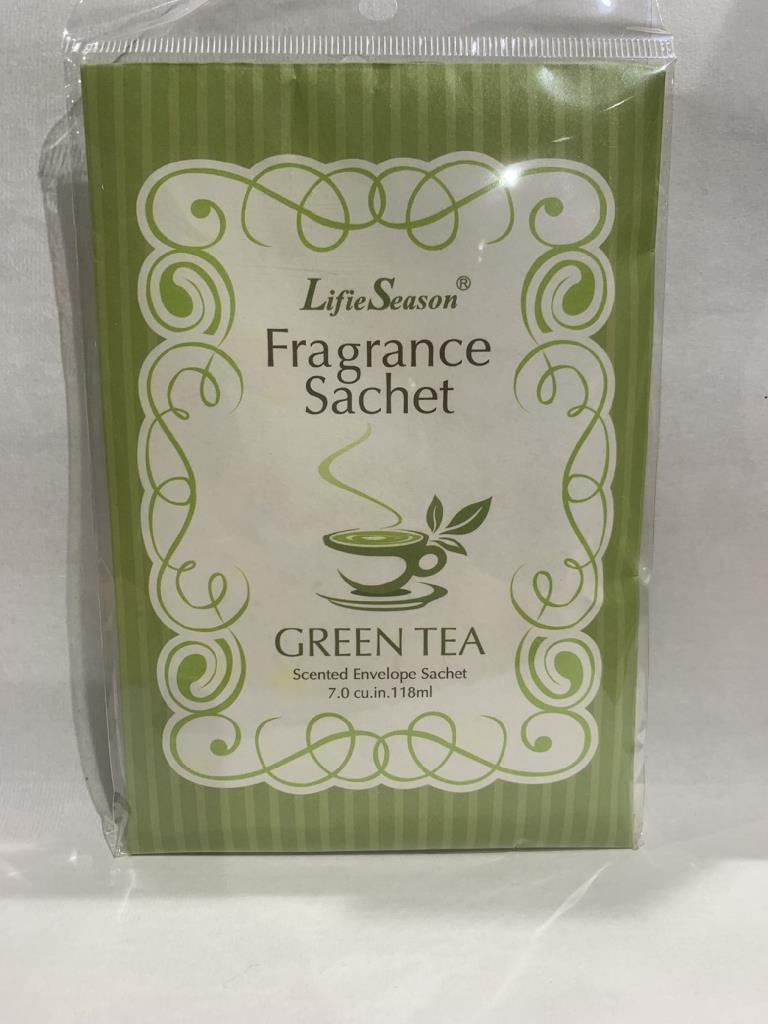 LifieSeason®
Fragrance
Sachet
GREEN TEA
Scented Envelope Sachet
7.0 cu.in.118ml